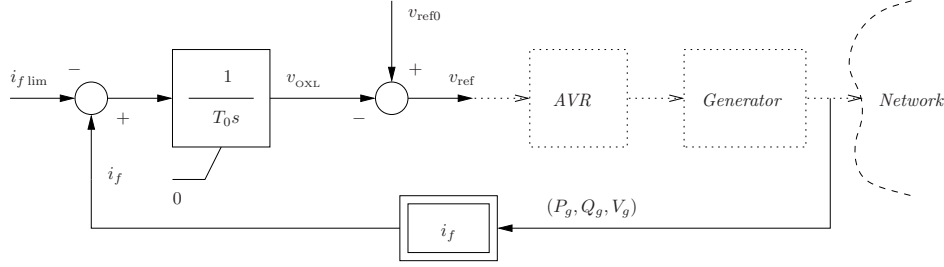 v_ref0
i_f lim
−
+
1
T_0 s
0
v_OXL
+
−
v_ref
AVR
Generator
Network
i_f
(P_g, Q_g, V_g)
i_f